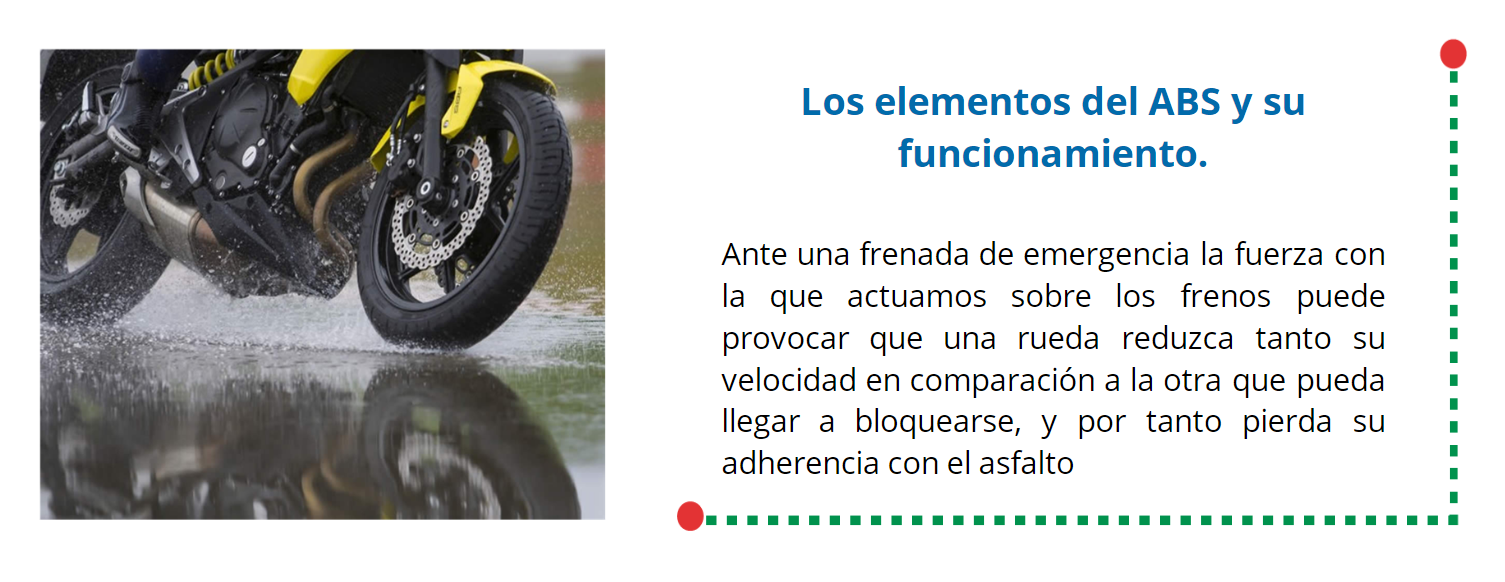 Los elementos del ABS y su
funcionamiento.
Ante una frenada de emergencia la fuerza con
la que actuamos sobre los frenos puede
provocar que una rueda reduzca tanto su
velocidad en comparación a la otra que pueda
llegar a bloquearse, y por tanto pierda su
adherencia con el asfalto